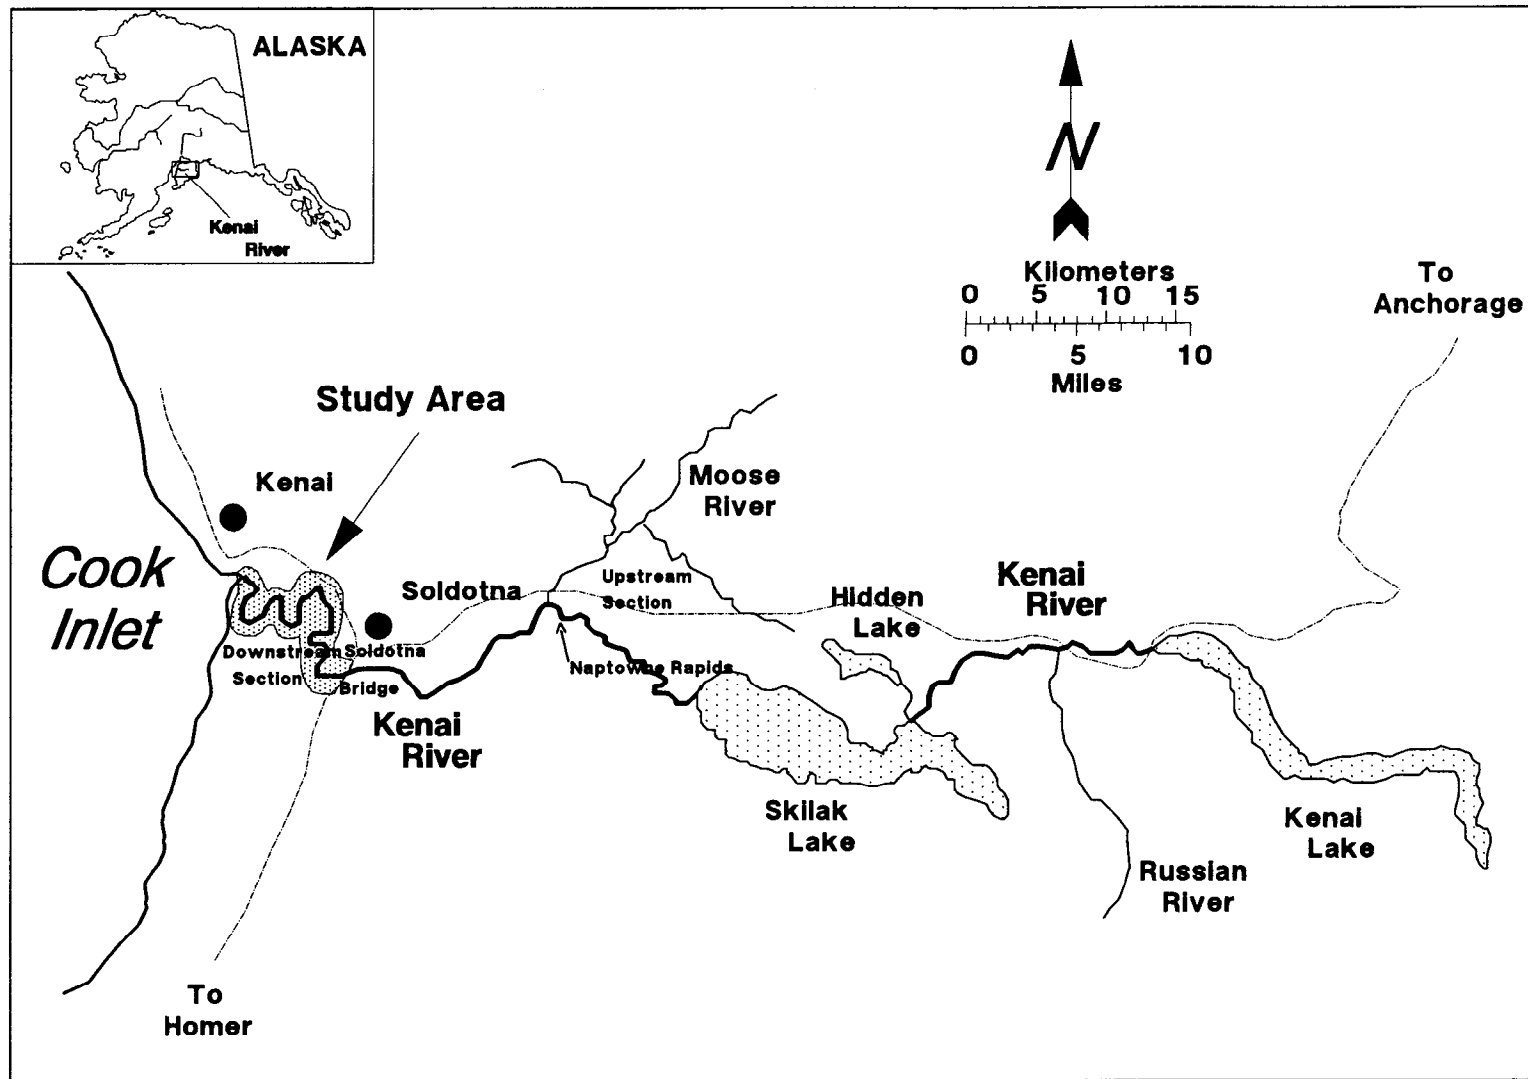 ALASKA
Kenai
River
N
Kilometers
0 5 10 15
0 5 10
Miles
To
Anchorage
Study Area
Kenai
Cook
Inlet
Soldotna
Moose
River
Upstream
Section
Hidden
Lake
Kenai
River
Downstream
Section
Soldotna
Bridge
Naptowne Rapids
Kenai
River
Skilak
Lake
Kenai
Lake
Russian
River
To
Homer